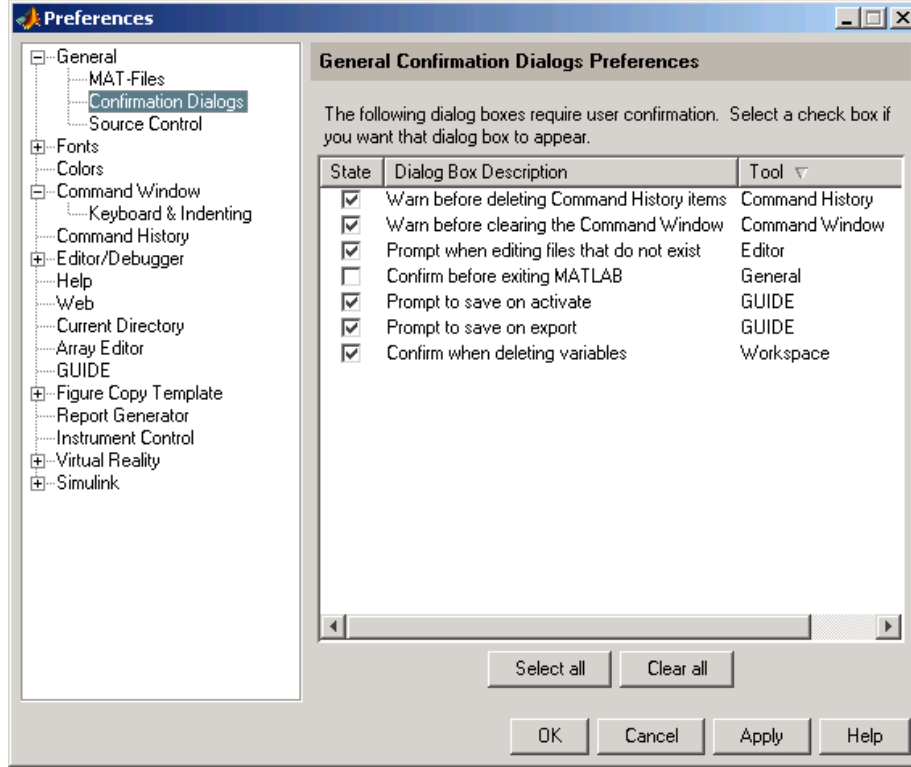 Preferences
General
MAT-Files
Confirmation Dialogs
Source Control
Fonts
Colors
Command Window
Keyboard & Indenting
Command History
Editor/Debugger
Help
Web
Current Directory
Array Editor
GUIDE
Figure Copy Template
Report Generator
Instrument Control
Virtual Reality
Simulink
General Confirmation Dialogs Preferences
The following dialog boxes require user confirmation. Select a check box if
you want that dialog box to appear.
State Dialog Box Description Tool
Warn before deleting Command History items Command History
Warn before clearing the Command Window Command Window
Prompt when editing files that do not exist Editor
Confirm before exiting MATLAB General
Prompt to save on activate GUIDE
Prompt to save on export GUIDE
Confirm when deleting variables Workspace
Select all Clear all
OK Cancel Apply Help